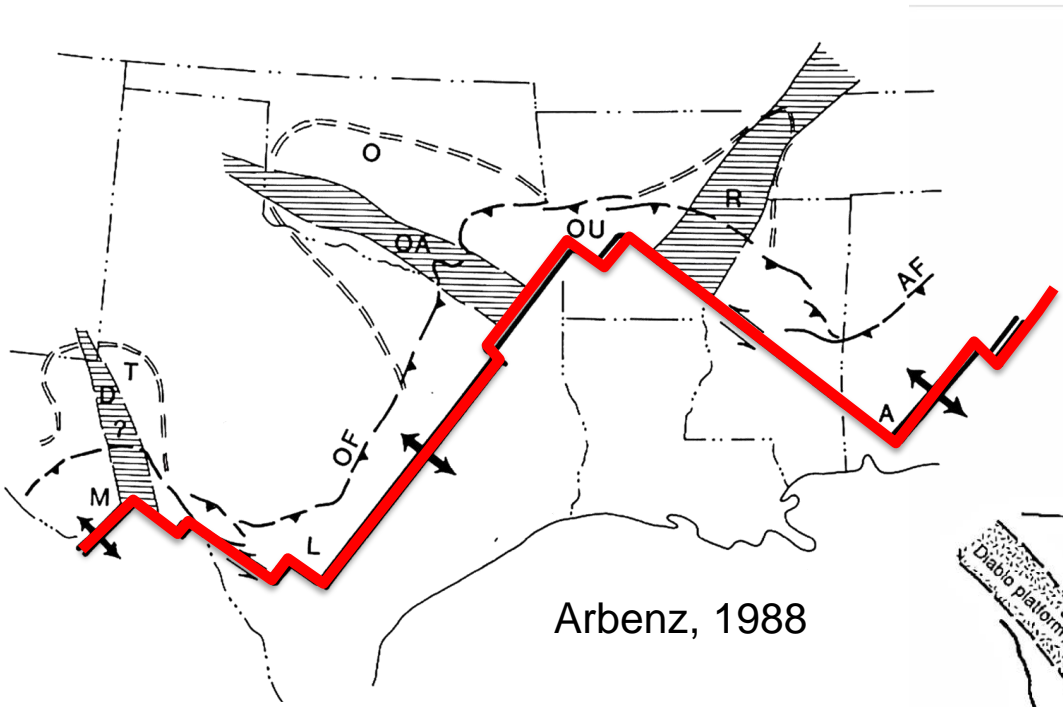 O
R
OU
OA
AF
T
D
?
OF
A
M
L
Arbenz, 1988
Diablo platform